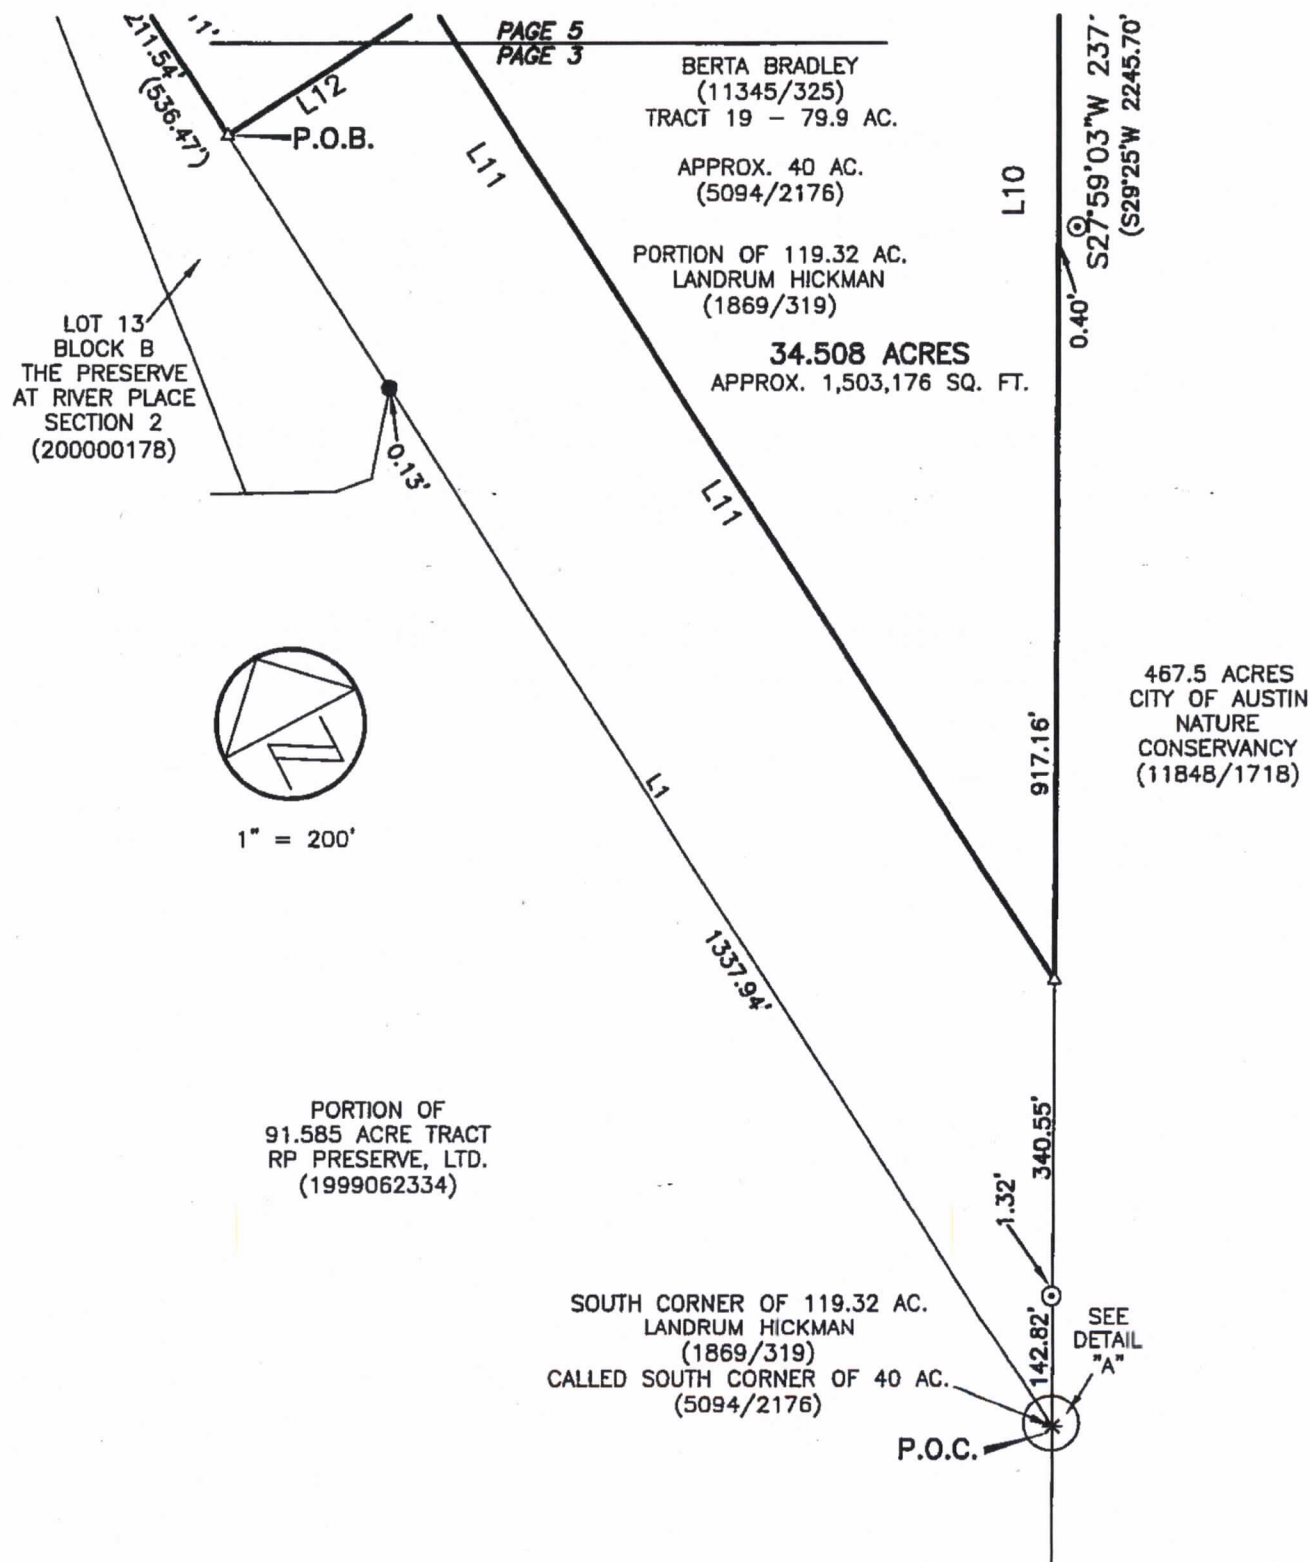 PAGE 5
PAGE 3
211.54'
(536.47')
L12
P.O.B.
BERTA BRADLEY
(11345/325)
TRACT 19 - 79.9 AC.
APPROX. 40 AC.
(5094/2176)
PORTION OF 119.32 AC.
LANDRUM HICKMAN
(1869/319)
34.508 ACRES
APPROX. 1,503,176 SQ. FT.
L11
L10
S27°59'03"W 237
(S29°25'W 2245.70'
0.40'
LOT 13
BLOCK B
THE PRESERVE
AT RIVER PLACE
SECTION 2
(200000178)
0.13'
L11
1" = 200'
L1
917.16'
467.5 ACRES
CITY OF AUSTIN
NATURE
CONSERVANCY
(11848/1718)
1337.94'
PORTION OF
91.585 ACRE TRACT
RP PRESERVE, LTD.
(1999062334)
340.55'
1.32'
142.82'
SOUTH CORNER OF 119.32 AC.
LANDRUM HICKMAN
(1869/319)
CALLED SOUTH CORNER OF 40 AC.
(5094/2176)
SEE
DETAIL
"A"
P.O.C.